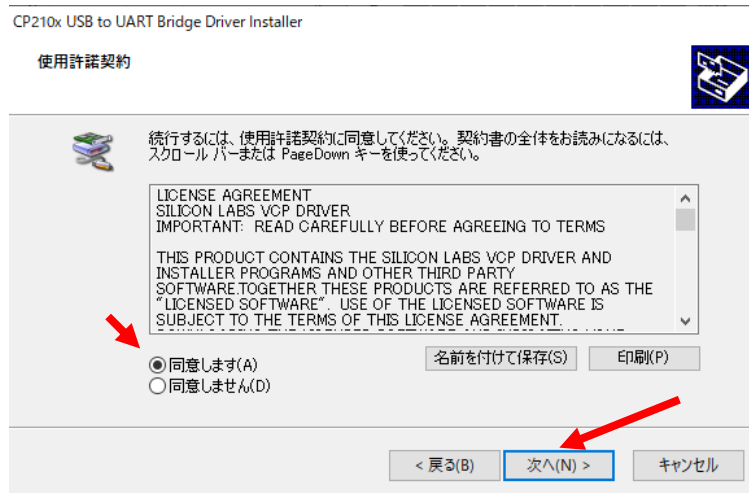 CP210x USB to UART Bridge Driver Installer
使用許諾契約
続行するには、使用許諾契約に同意してください。契約書の全体をお読みになるには、
スクロール バーまたは PageDown キーを使ってください。
LICENSE AGREEMENT
SILICON LABS VCP DRIVER
IMPORTANT:  READ CAREFULLY BEFORE AGREEING TO TERMS
THIS PRODUCT CONTAINS THE SILICON LABS VCP DRIVER AND
INSTALLER PROGRAMS AND OTHER THIRD PARTY
SOFTWARE.TOGETHER THESE PRODUCTS ARE REFERRED TO AS THE
"LICENSED SOFTWARE".  USE OF THE LICENSED SOFTWARE IS
SUBJECT TO THE TERMS OF THIS LICENSE AGREEMENT.
同意します(A)
名前を付けて保存(S)
印刷(P)
同意しません(D)
< 戻る(B)
次へ(N) >
キャンセル